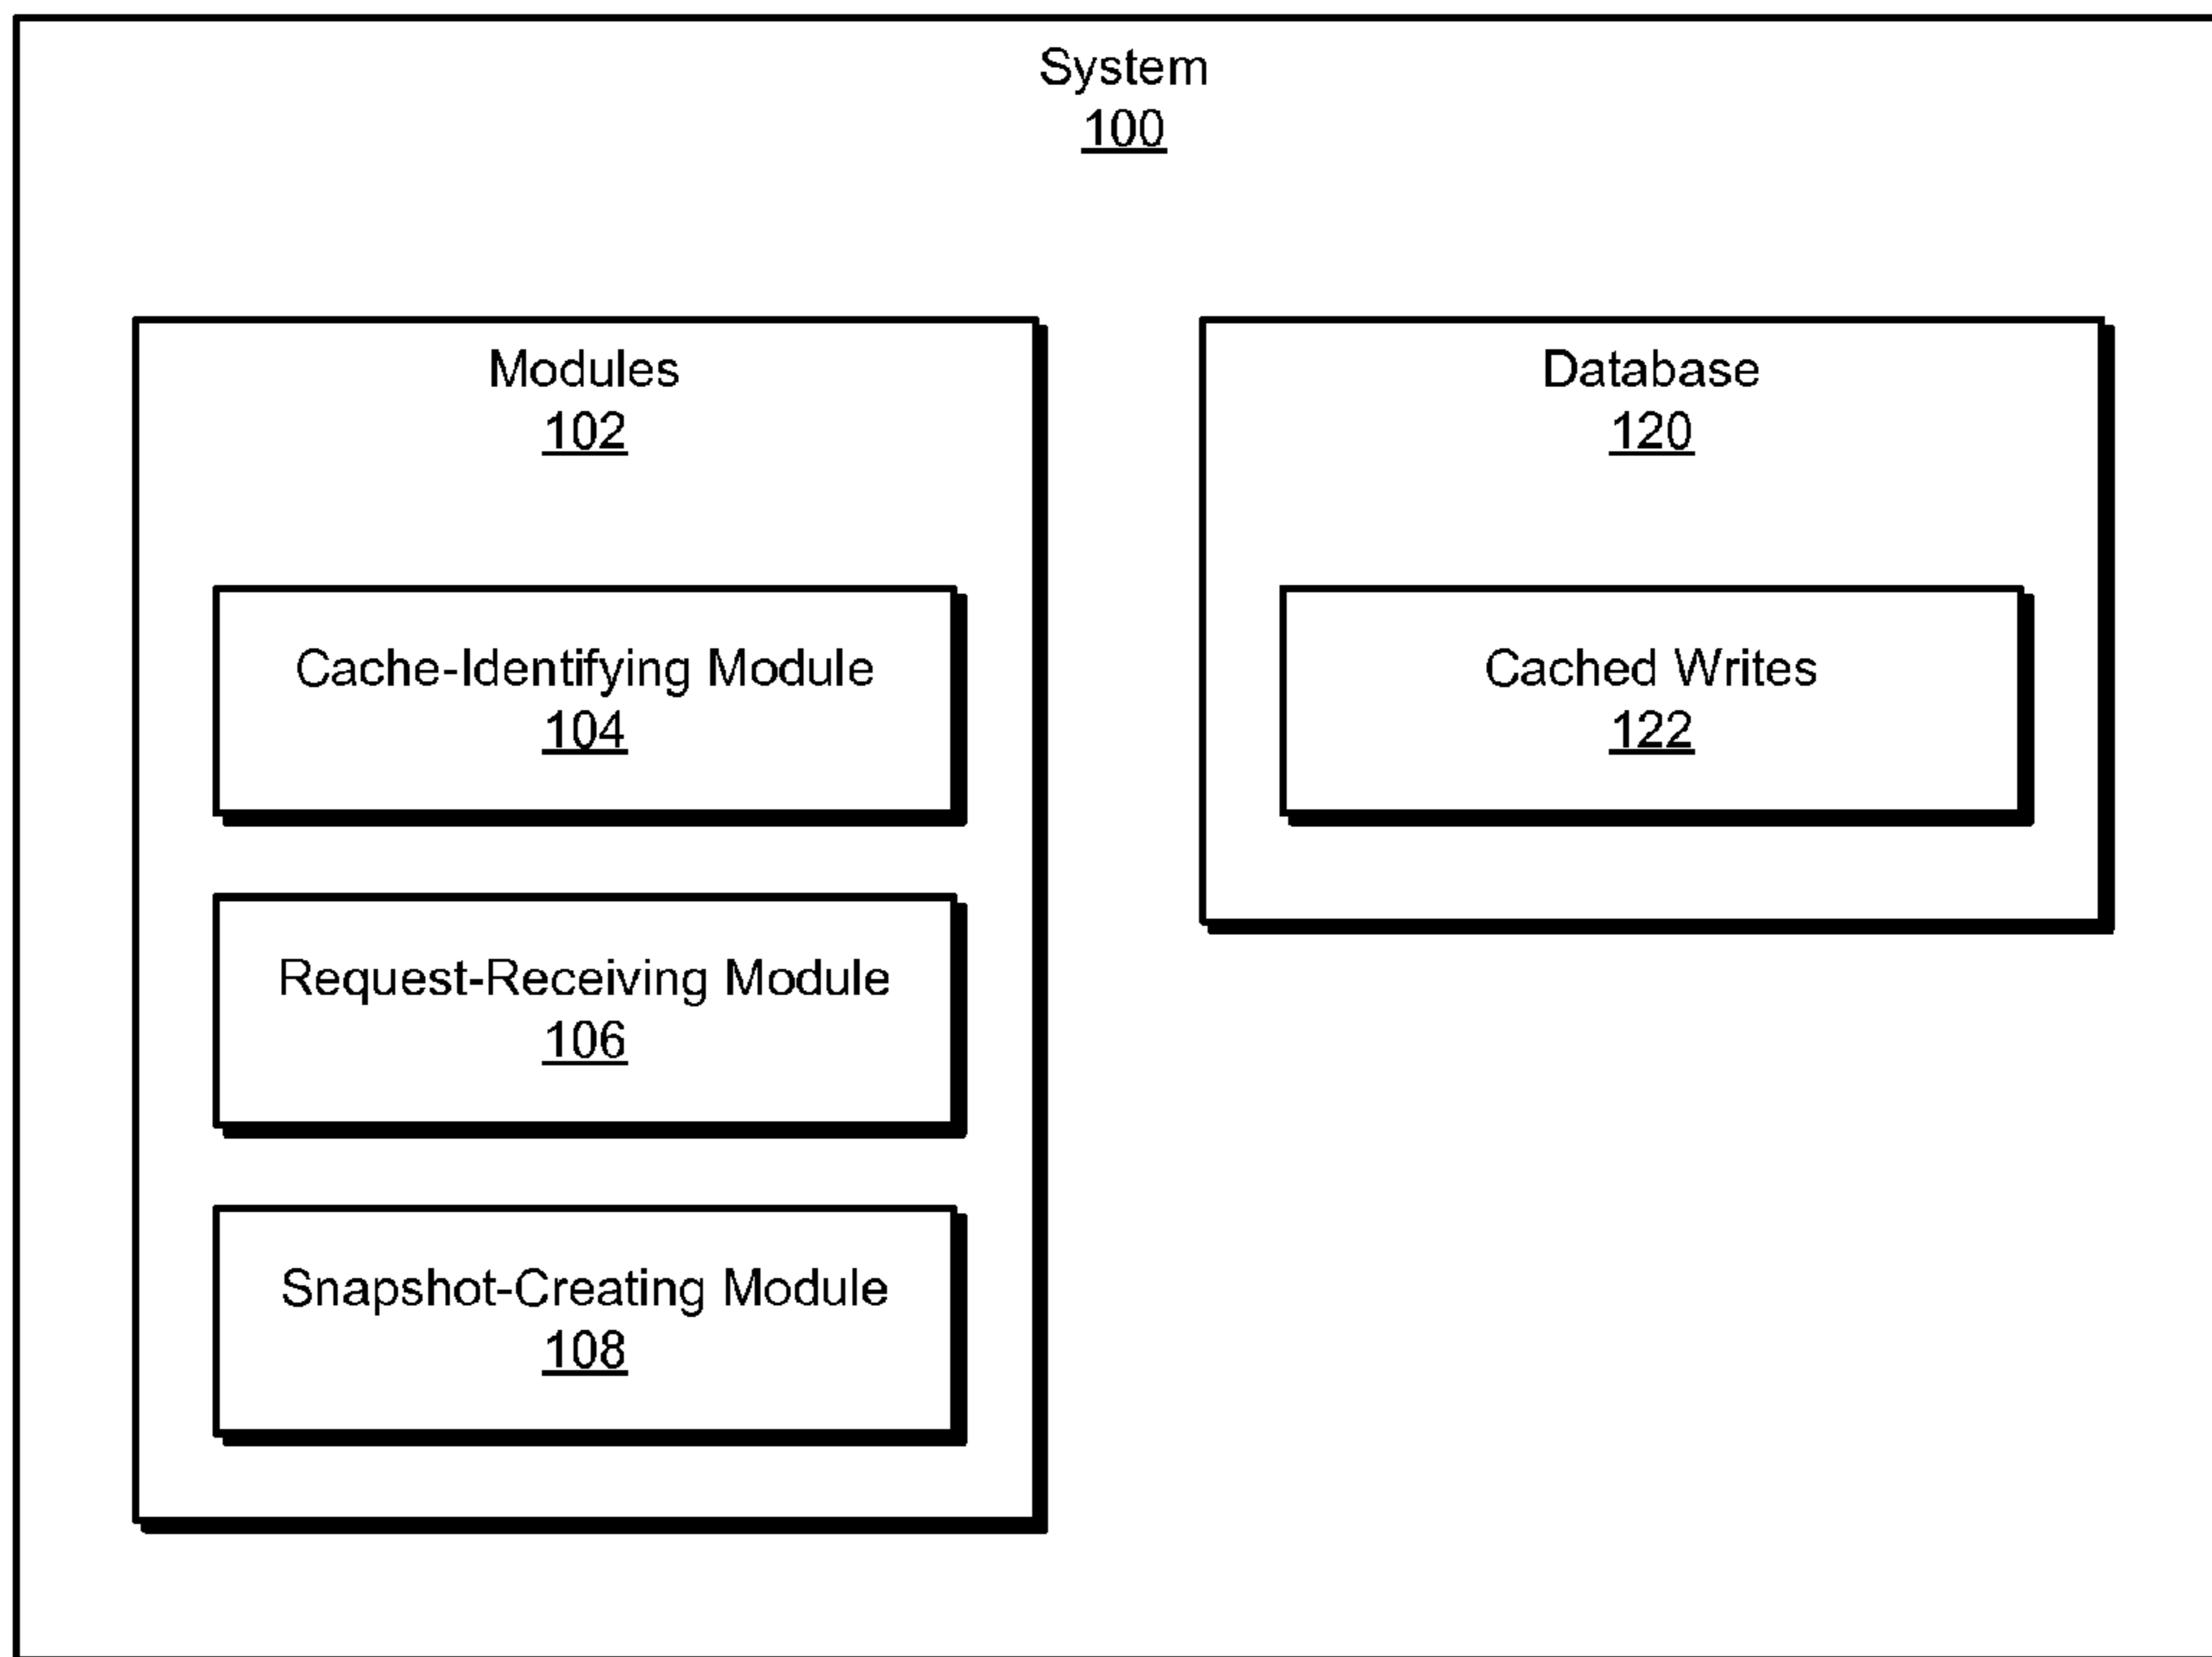 System
100
Modules
102
Cache-Identifying Module
104
Request-Receiving Module
106
Snapshot-Creating Module
108
Database
120
Cached Writes
122